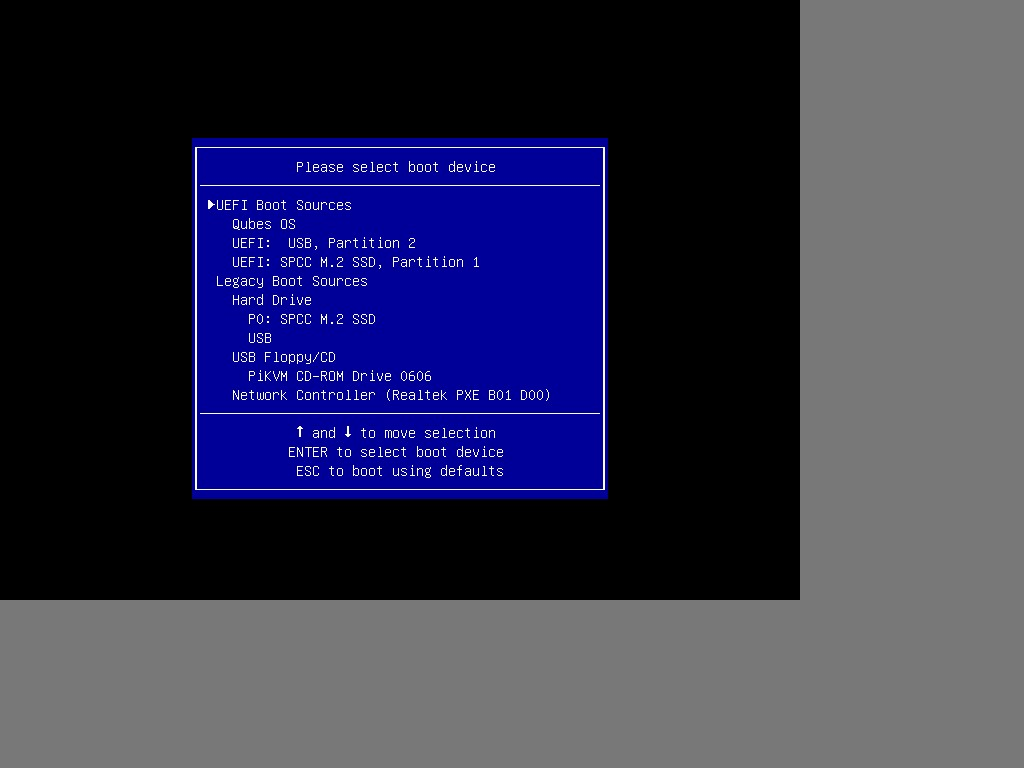 Please select boot device
UEFI Boot Sources
Qubes OS
UEFI:  USB, Partition 2
UEFI: SPCC M.2 SSD, Partition 1
Legacy Boot Sources
Hard Drive
P0: SPCC M.2 SSD
USB
USB Floppy/CD
PiKVM CD-ROM Drive 0606
Network Controller (Realtek PXE B01 D00)
↑ and ↓ to move selection
ENTER to select boot device
ESC to boot using defaults